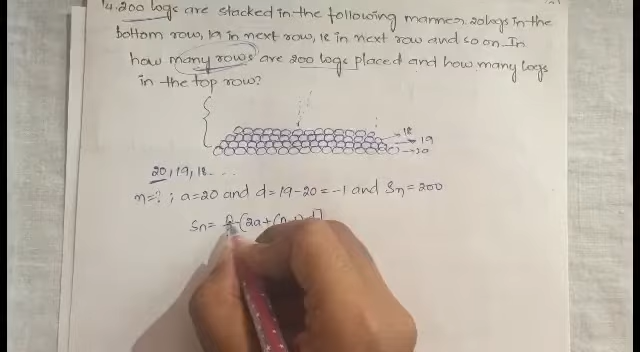 4. 200 logs are stacked in the following manner. 20 logs in the
bottom row, 19 in next row, 18 in next row and so on. In
how many rows are 200 logs placed and how many logs
in the top row?
18
19
20
20, 19, 18....
n=? ; a=20 and d=19-20=-1 and Sn=200
Sn= n/2 [2a+(n-1)d]